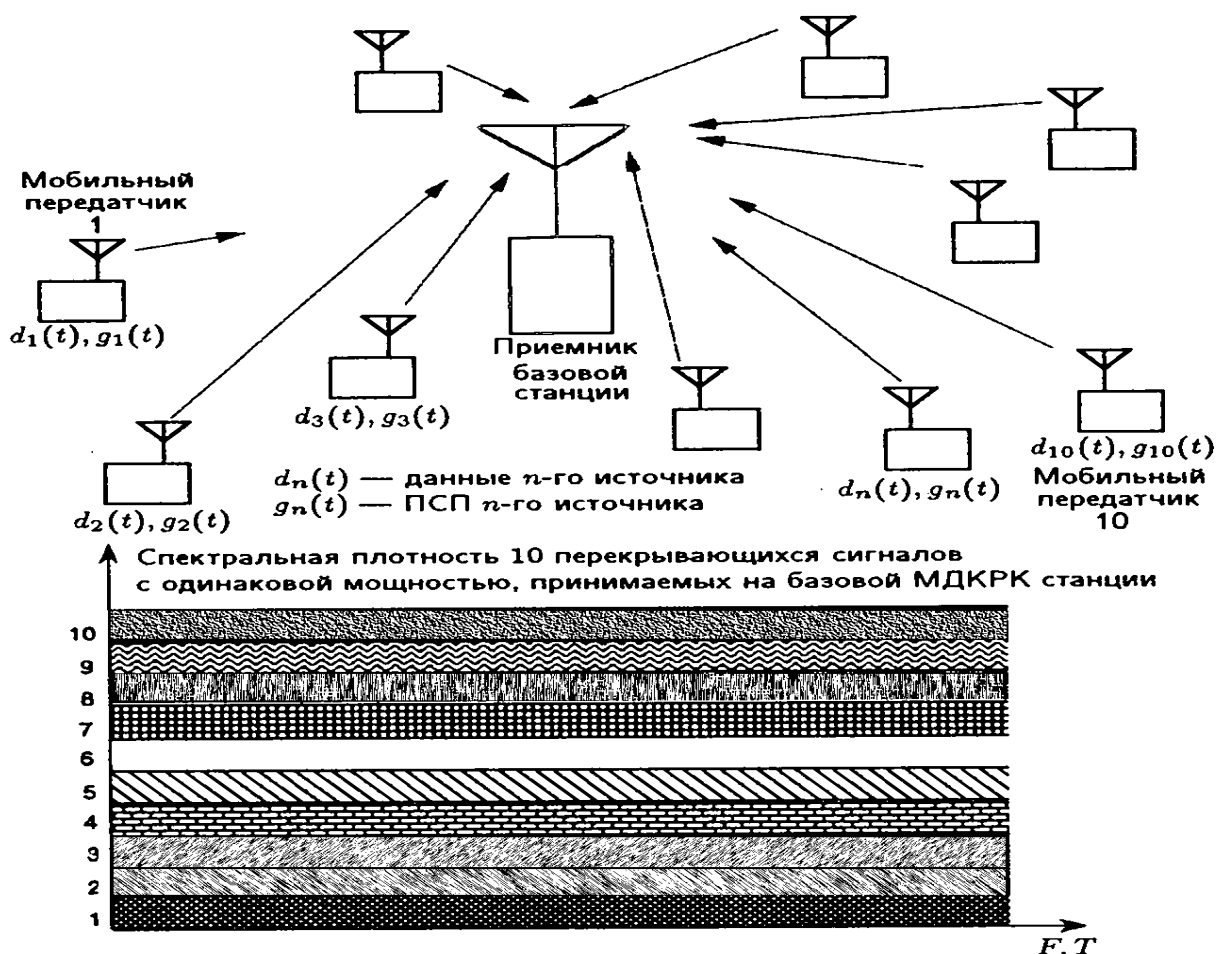 Мобильный
передатчик
1
d₁(t), g₁(t)
d₃(t), g₃(t)
Приемник
базовой
станции
d₂(t), g₂(t)
dₙ(t) — данные n-го источника
gₙ(t) — ПСП n-го источника
dₙ(t), gₙ(t)
d₁₀(t), g₁₀(t)
Мобильный
передатчик
10
Спектральная плотность 10 перекрывающихся сигналов
с одинаковой мощностью, принимаемых на базовой МДКРК станции
10
9
8
7
6
5
4
3
2
1
F, T